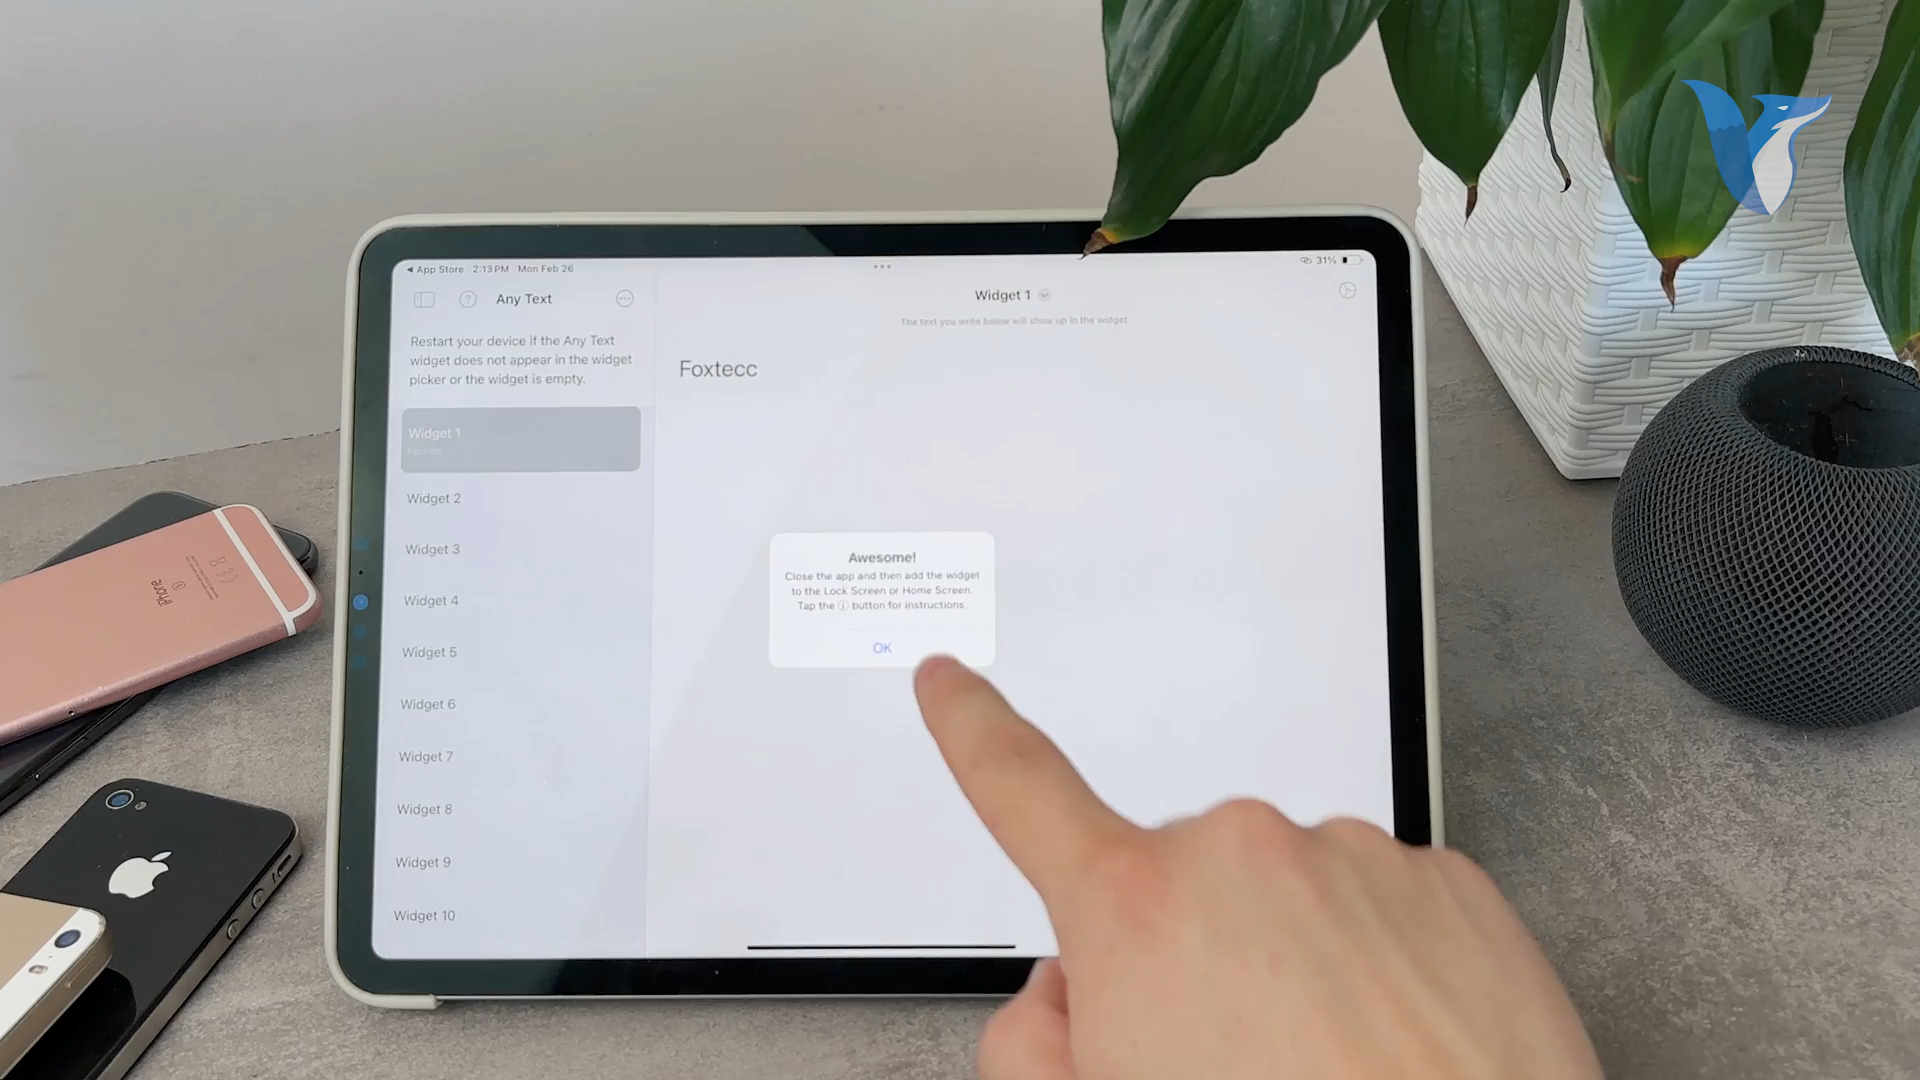 App Store 2:13 PM Mon Feb 26
31%
Any Text
Restart your device if the Any Text
widget does not appear in the widget
picker or the widget is empty.
Widget 1
Foxtecc
Widget 2
Widget 3
Widget 4
Widget 5
Widget 6
Widget 7
Widget 8
Widget 9
Widget 10
Widget 1
The text you write below will show up in the widget
Foxtecc
Awesome!
Close the app and then add the widget
to the Lock Screen or Home Screen.
Tap the ⓘ button for instructions.
OK
iPhone